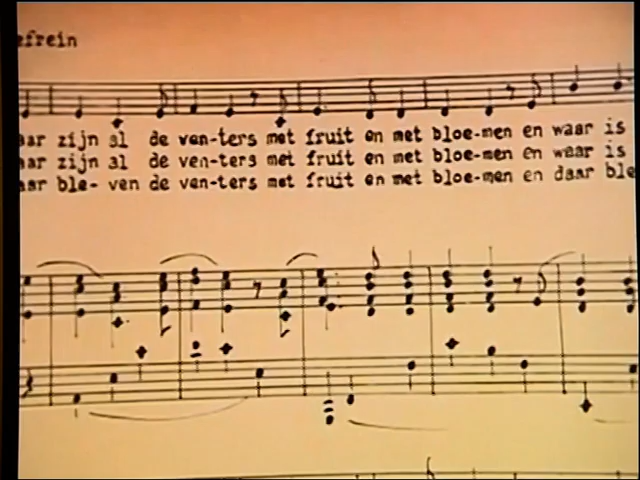 efrein
aar zijn al de ven-ters met fruit en met bloe-men en waar is
aar zijn al de ven-ters met fruit en met bloe-men en waar is
aar ble- ven de ven-ters met fruit en met bloe-men en daar ble